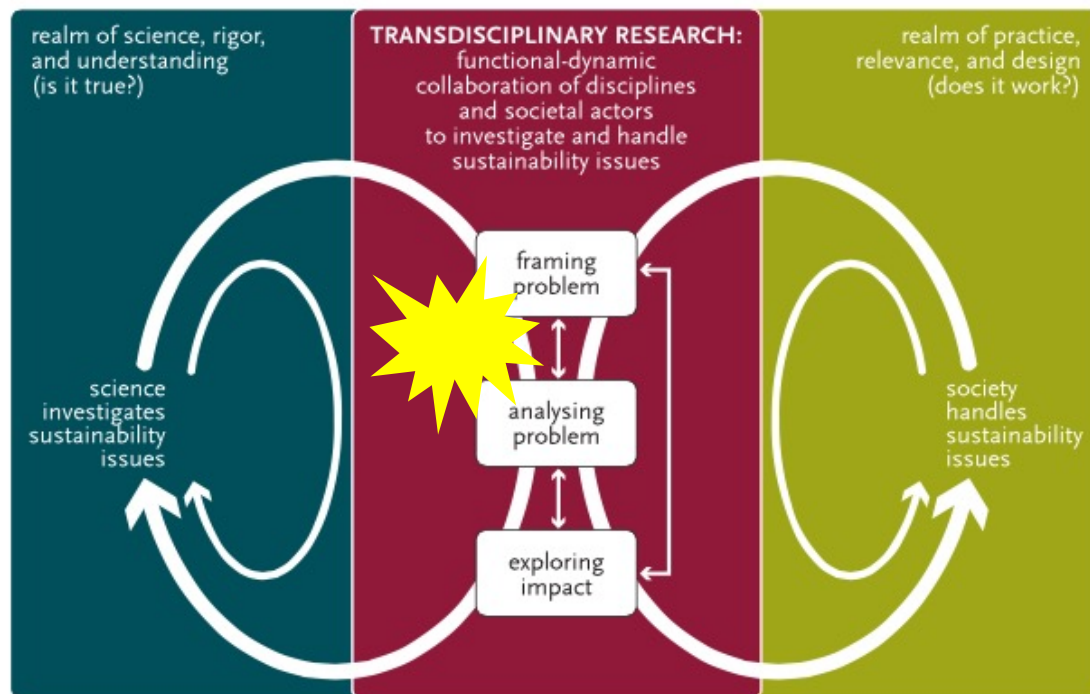 realm of science, rigor,
and understanding
(is it true?)
TRANSDISCIPLINARY RESEARCH:
functional-dynamic
collaboration of disciplines
and societal actors
to investigate and handle
sustainability issues
realm of practice,
relevance, and design
(does it work?)
framing
problem
science
investigates
sustainability
issues
analysing
problem
society
handles
sustainability
issues
exploring
impact